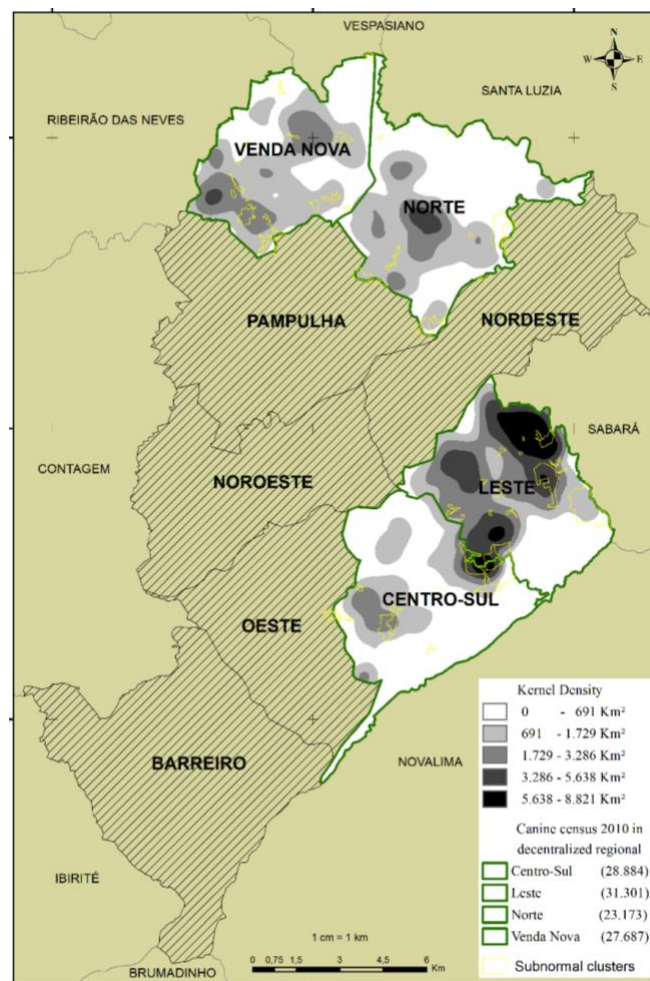 VESPASIANO
N
W E
S
SANTA LUZIA
RIBEIRÃO DAS NEVES
VENDA NOVA
NORTE
PAMPULHA
NORDESTE
SABARÁ
CONTAGEM
NOROESTE
LESTE
CENTRO-SUL
OESTE
BARREIRO
NOVALIMA
IBIRITÉ
BRUMADINHO
Kernel Density
0 - 691 Km²
691 - 1.729 Km²
1.729 - 3.286 Km²
3.286 - 5.638 Km²
5.638 - 8.821 Km²
Canine census 2010 in
decentralized regional
Centro-Sul (28.884)
Leste (31.301)
Norte (23.173)
Venda Nova (27.687)
Subnormal clusters
1 cm = 1 km
0 0,75 1,5 3 4,5 6
Km